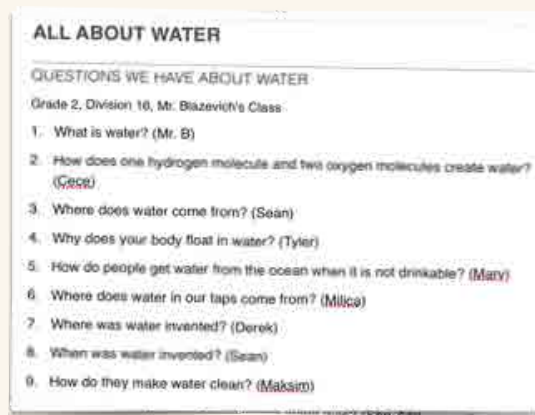 ALL ABOUT WATER
QUESTIONS WE HAVE ABOUT WATER
Grade 2, Division 16, Mr. Blazevich's Class
1. What is water? (Mr. B)
2. How does one hydrogen molecule and two oxygen molecules create water?
(Cece)
3. Where does water come from? (Sean)
4. Why does your body float in water? (Tyler)
5. How do people get water from the ocean when it is not drinkable? (Marv)
6. Where does water in our taps come from? (Milica)
7. Where was water invented? (Derek)
8. When was water invented? (Sean)
9. How do they make water clean? (Maksim)